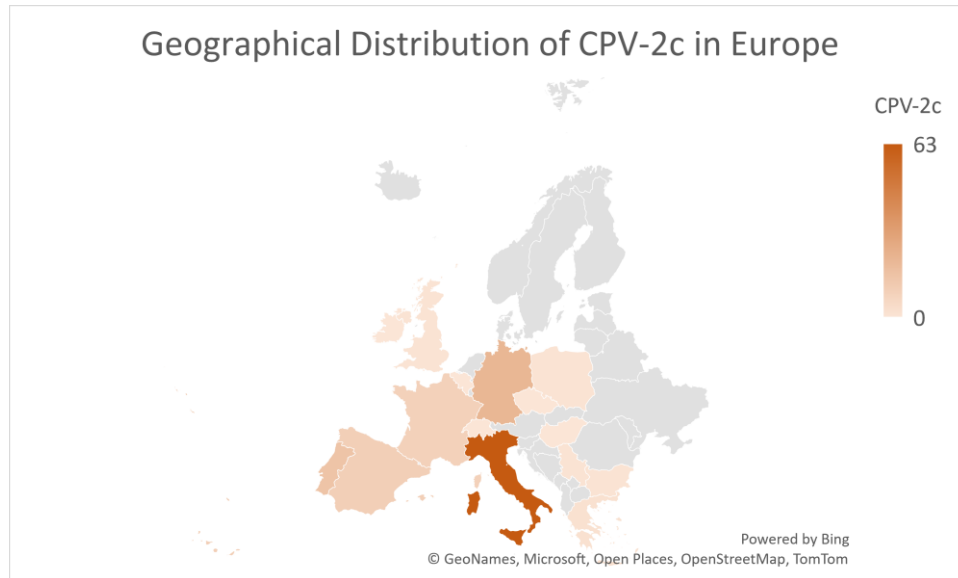 Geographical Distribution of CPV-2c in Europe
CPV-2c
63
0
Powered by Bing
© GeoNames, Microsoft, Open Places, OpenStreetMap, TomTom